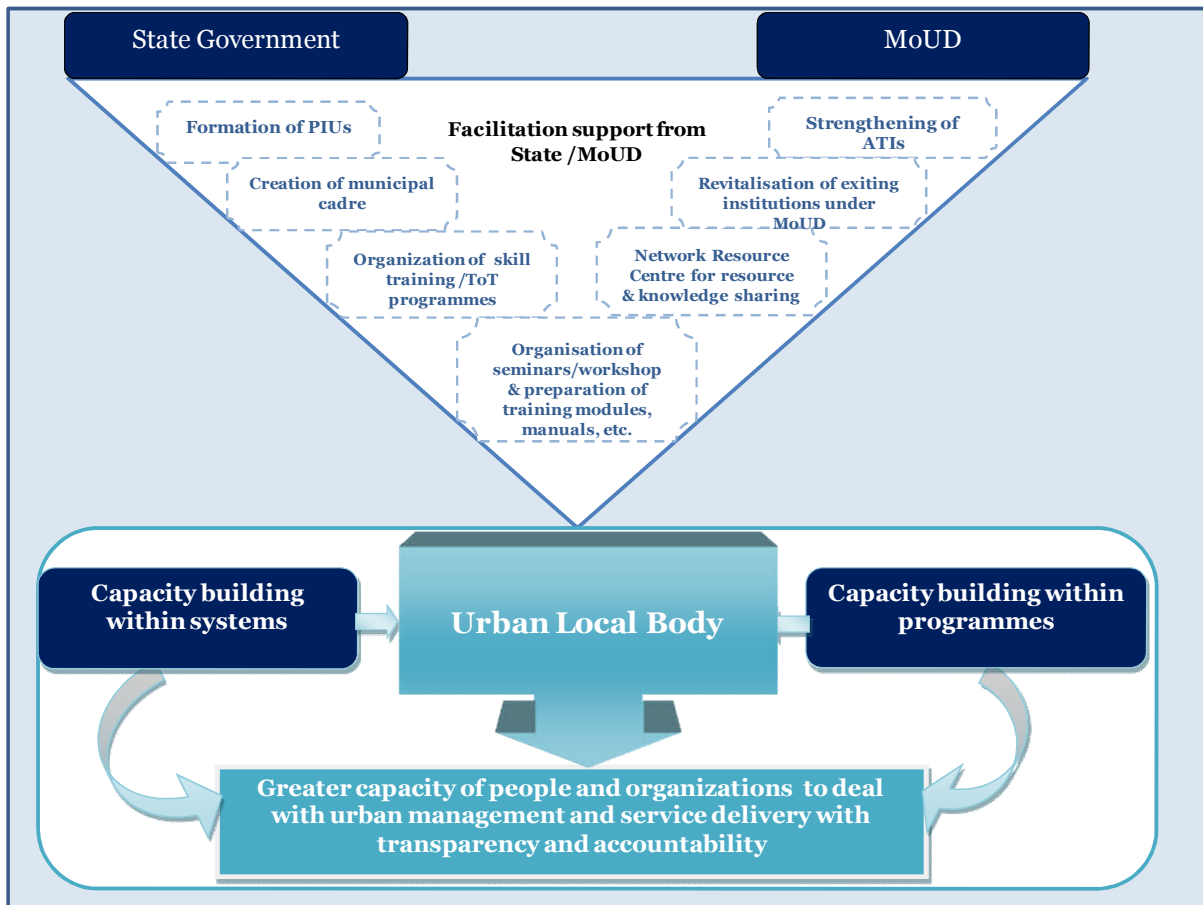 State Government
MoUD
Facilitation support from
State /MoUD
Formation of PIUs
Strengthening of
ATIs
Creation of municipal
cadre
Revitalisation of exiting
institutions under
MoUD
Organization of skill
training /ToT
programmes
Network Resource
Centre for resource
& knowledge sharing
Organisation of
seminars/workshop
& preparation of
training modules,
manuals, etc.
Capacity building
within systems
Urban Local Body
Capacity building within
programmes
Greater capacity of people and organizations to deal
with urban management and service delivery with
transparency and accountability